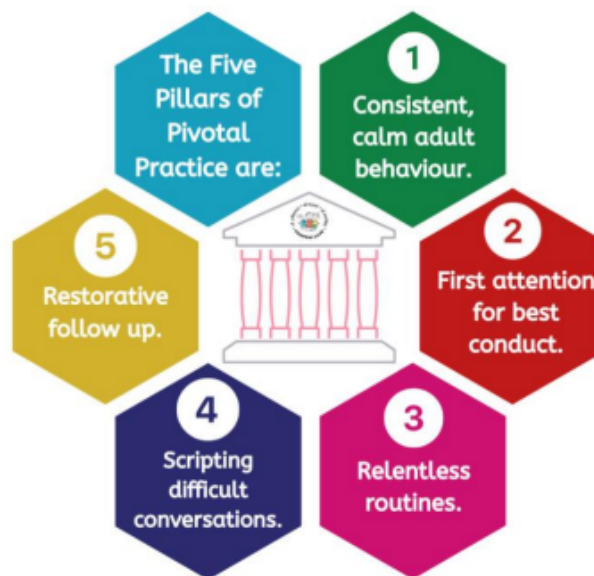 The Five
Pillars of
Pivotal
Practice are:
1
Consistent,
calm adult
behaviour.
2
First attention
for best
conduct.
3
Relentless
routines.
4
Scripting
difficult
conversations.
5
Restorative
follow up.